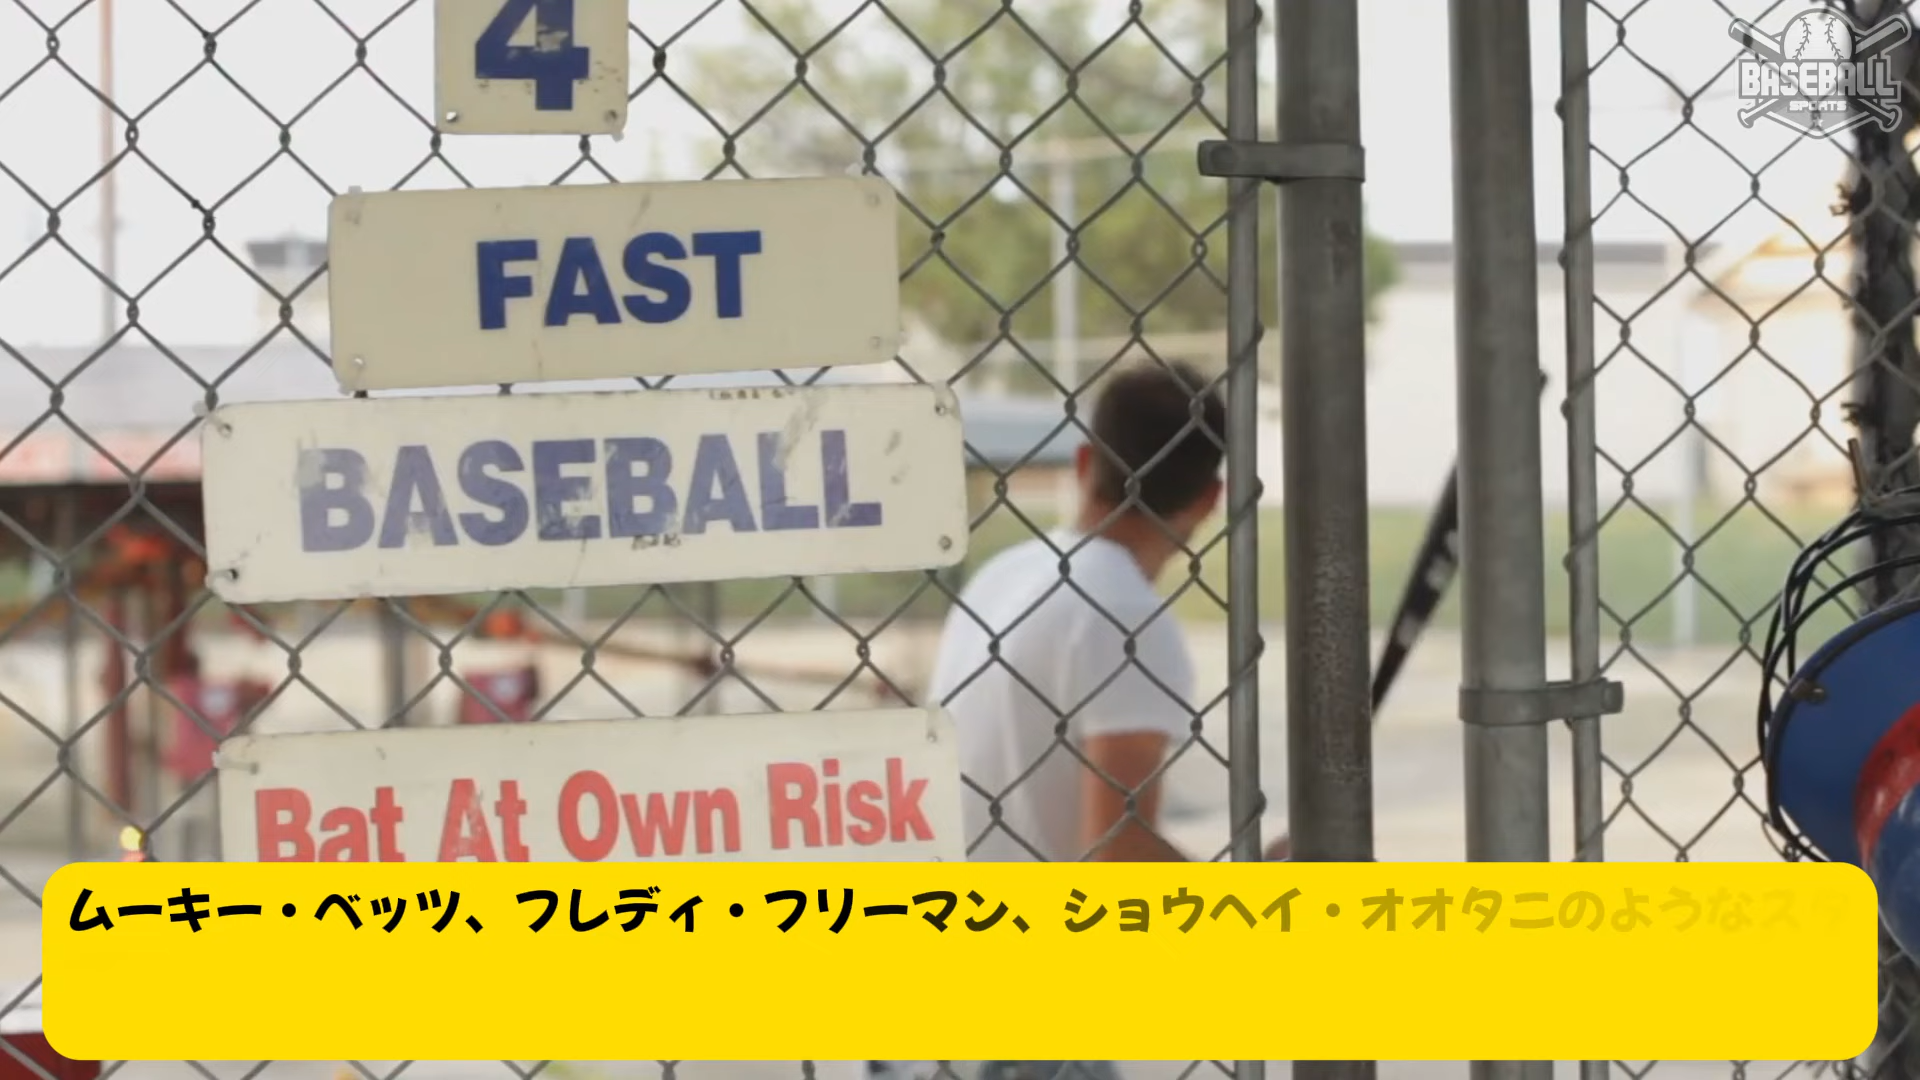 4
BASEBALL
SPORTS
FAST
BASEBALL
Bat At Own Risk
ムーキー・ベッツ、フレディ・フリーマン、ショウヘイ・オオタニのようなス